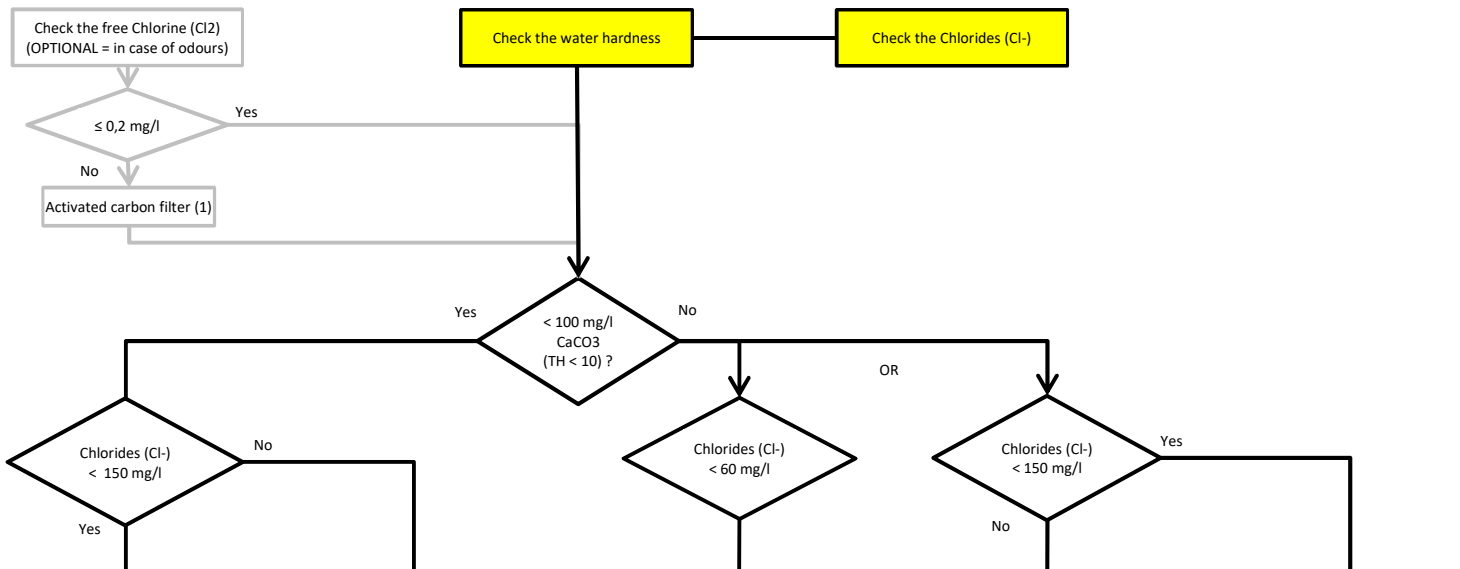 Check the free Chlorine (Cl2)
(OPTIONAL = in case of odours)
Check the water hardness
Check the Chlorides (Cl-)
≤ 0,2 mg/l
Yes
No
Activated carbon filter (1)
Yes
< 100 mg/l
CaCO3
(TH < 10) ?
No
OR
Chlorides (Cl-)
< 150 mg/l
No
Yes
Chlorides (Cl-)
< 60 mg/l
Chlorides (Cl-)
< 150 mg/l
Yes
No